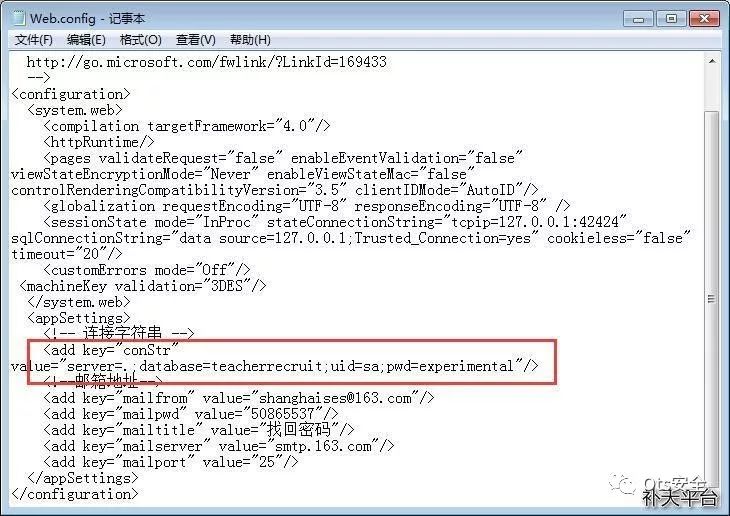 Web.config - 记事本
文件(F) 编辑(E) 格式(O) 查看(V) 帮助(H)
http://go.microsoft.com/fwlink/?LinkId=169433
-->
<configuration>
<system.web>
<compilation targetFramework="4.0"/>
<httpRuntime/>
<pages validateRequest="false" enableEventValidation="false"
viewStateEncryptionMode="Never" enableViewStateMac="false"
controlRenderingCompatibilityVersion="3.5" clientIDMode="AutoID"/>
<globalization requestEncoding="UTF-8" responseEncoding="UTF-8" />
<sessionState mode="InProc" stateConnectionString="tcpip=127.0.0.1:42424"
sqlConnectionString="data source=127.0.0.1;Trusted_Connection=yes" cookieless="false"
timeout="20"/>
<customErrors mode="Off"/>
<machineKey validation="3DES"/>
</system.web>
<appSettings>
<!-- 连接字符串 -->
<add key="conStr"
value="server=.;database=teacherrecruit;uid=sa;pwd=experimental"/>
<!--邮箱地址-->
<add key="mailfrom" value="shanghaises@163.com"/>
<add key="mailpwd" value="50865537"/>
<add key="mailtitle" value="找回密码"/>
<add key="mailserver" value="smtp.163.com"/>
<add key="mailport" value="25"/>
</appSettings>
</configuration>
Ots安全
补天平台